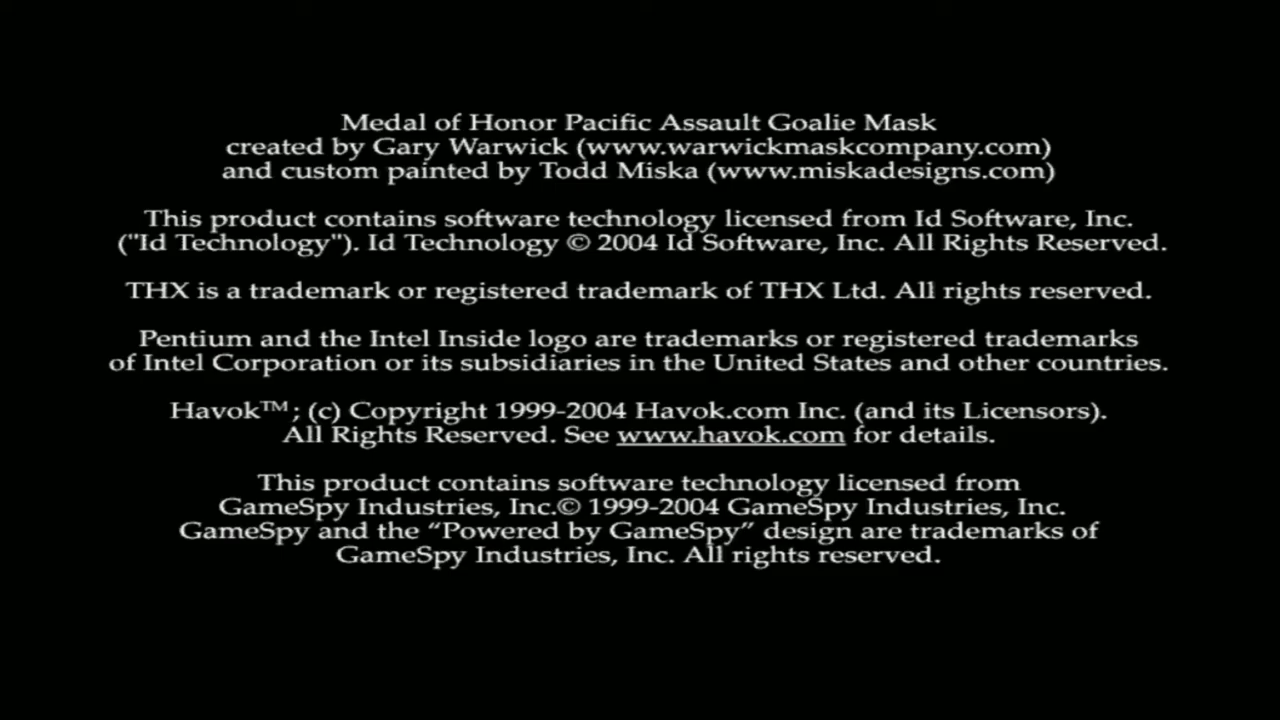 Medal of Honor Pacific Assault Goalie Mask
created by Gary Warwick (www.warwickmaskcompany.com)
and custom painted by Todd Miska (www.miskadesigns.com)
This product contains software technology licensed from Id Software, Inc.
("Id Technology"). Id Technology © 2004 Id Software, Inc. All Rights Reserved.
THX is a trademark or registered trademark of THX Ltd. All rights reserved.
Pentium and the Intel Inside logo are trademarks or registered trademarks
of Intel Corporation or its subsidiaries in the United States and other countries.
Havok™; (c) Copyright 1999-2004 Havok.com Inc. (and its Licensors).
All Rights Reserved. See www.havok.com for details.
This product contains software technology licensed from
GameSpy Industries, Inc.© 1999-2004 GameSpy Industries, Inc.
GameSpy and the “Powered by GameSpy” design are trademarks of
GameSpy Industries, Inc. All rights reserved.